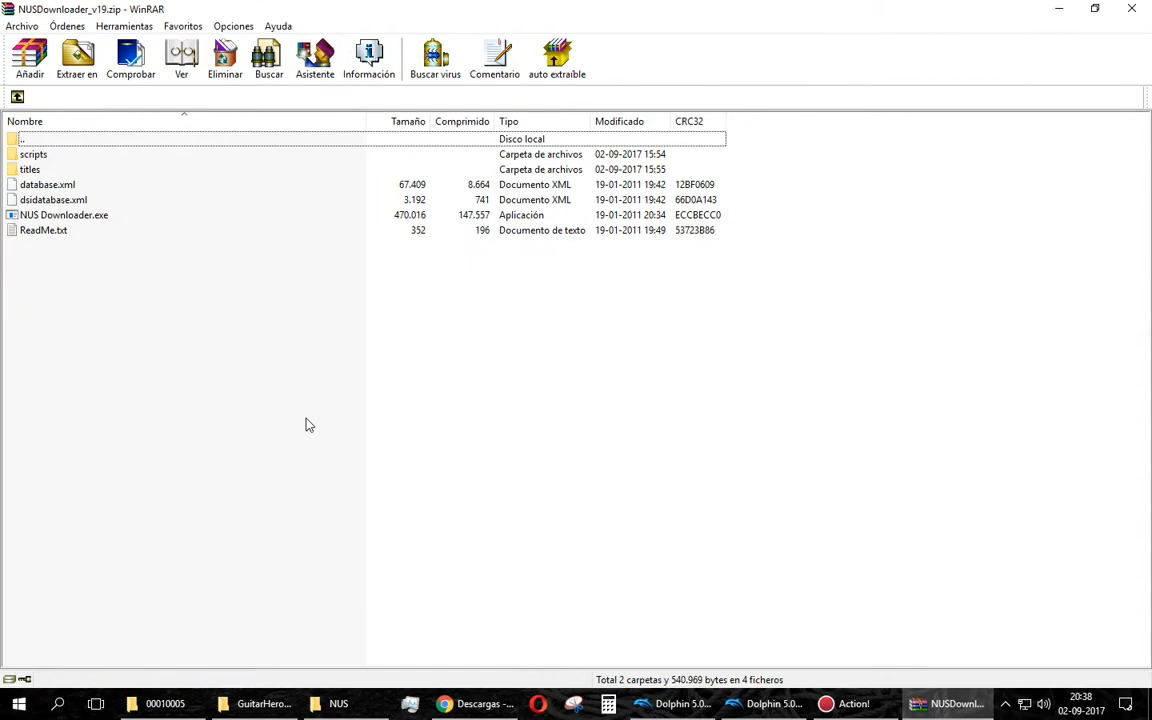 NUSDownloader_v19.zip - WinRAR
Archivo Órdenes Herramientas Favoritos Opciones Ayuda
Añadir Extraer en Comprobar Ver Eliminar Buscar Asistente Información Buscar virus Comentario auto extraíble
Nombre Tamaño Comprimido Tipo Modificado CRC32
.. Disco local
scripts Carpeta de archivos 02-09-2017 15:54
titles Carpeta de archivos 02-09-2017 15:55
database.xml 67.409 8.664 Documento XML 19-01-2011 19:42 12BF0609
dsidatabase.xml 3.192 741 Documento XML 19-01-2011 19:42 66D0A143
NUS Downloader.exe 470.016 147.557 Aplicación 19-01-2011 20:34 ECCBECC0
ReadMe.txt 352 196 Documento de texto 19-01-2011 19:49 53723B86
Total 2 carpetas y 540.969 bytes en 4 ficheros
00010005 GuitarHero... NUS Descargas -... Dolphin 5.0... Dolphin 5.0... Action! NUSDownl... 20:38
02-09-2017